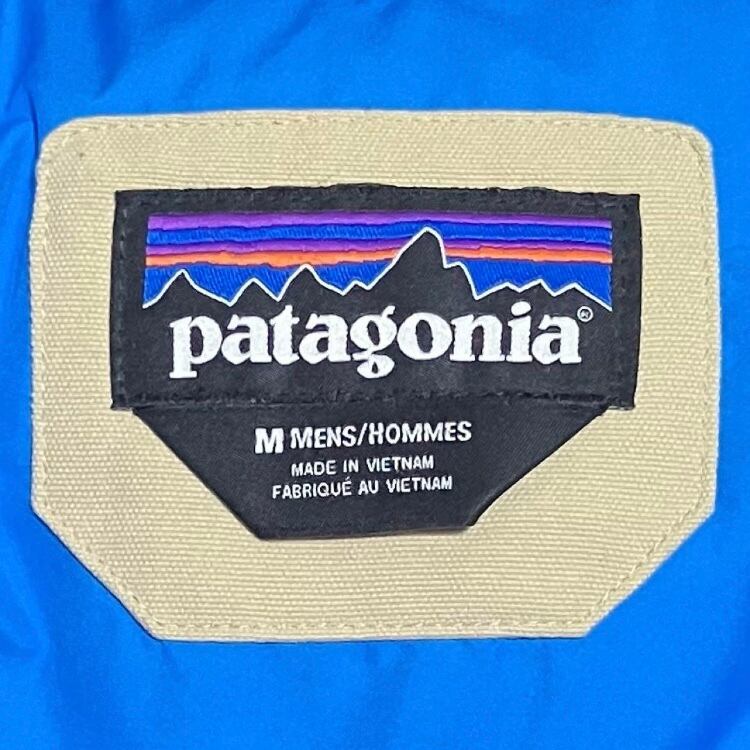 patagonia®
M MENS/HOMMES
MADE IN VIETNAM
FABRIQUÉ AU VIETNAM